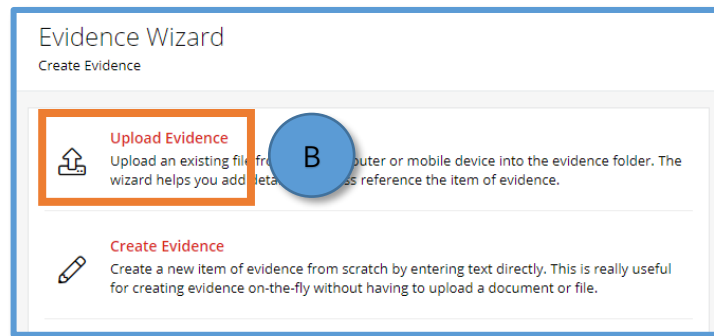 Evidence Wizard
Create Evidence
Upload Evidence
Upload an existing file B puter or mobile device into the evidence folder. The
wizard helps you add reference the item of evidence.
Create Evidence
Create a new item of evidence from scratch by entering text directly. This is really useful
for creating evidence on-the-fly without having to upload a document or file.